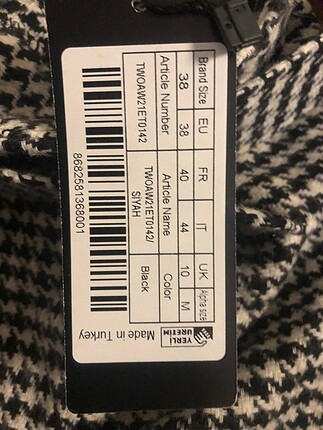 Brand Size EU FR IT UK Alpha size
38 38 40 44 10 M
Article Number Article Name Color
TWOAW21ET0142 TWOAW21ET0142/ Black
SIYAH
8682581368001
YERLİ
ÜRETİM
Made in Turkey